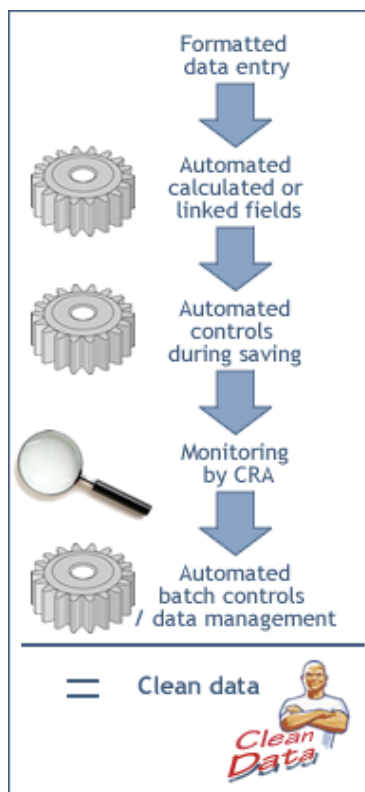 Formatted
data entry
Automated
calculated or
linked fields
Automated
controls
during saving
Monitoring
by CRA
Automated
batch controls
/ data management
= Clean data
Clean
Data